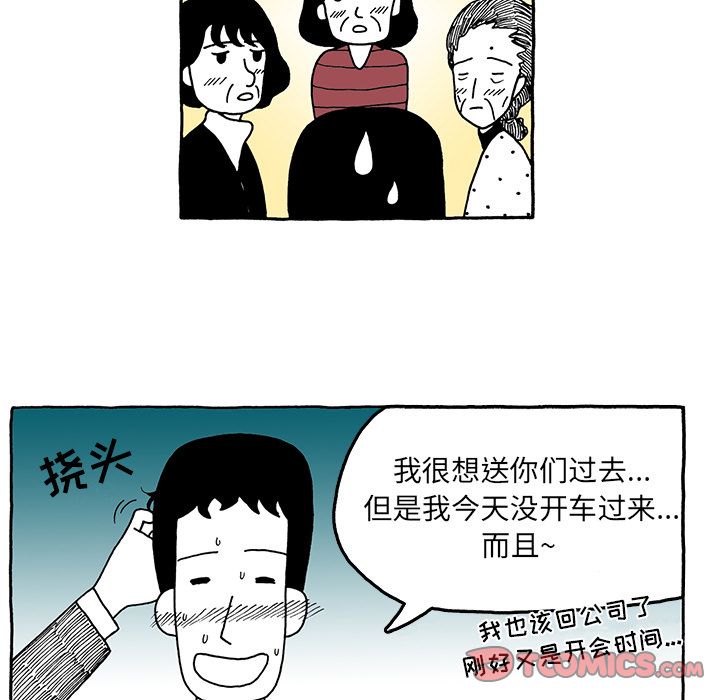 挠头
我很想送你们过去...
但是我今天没开车过来...
而且~
我也该回公司了
刚好又是开会时间...
DTCOMICS.COM